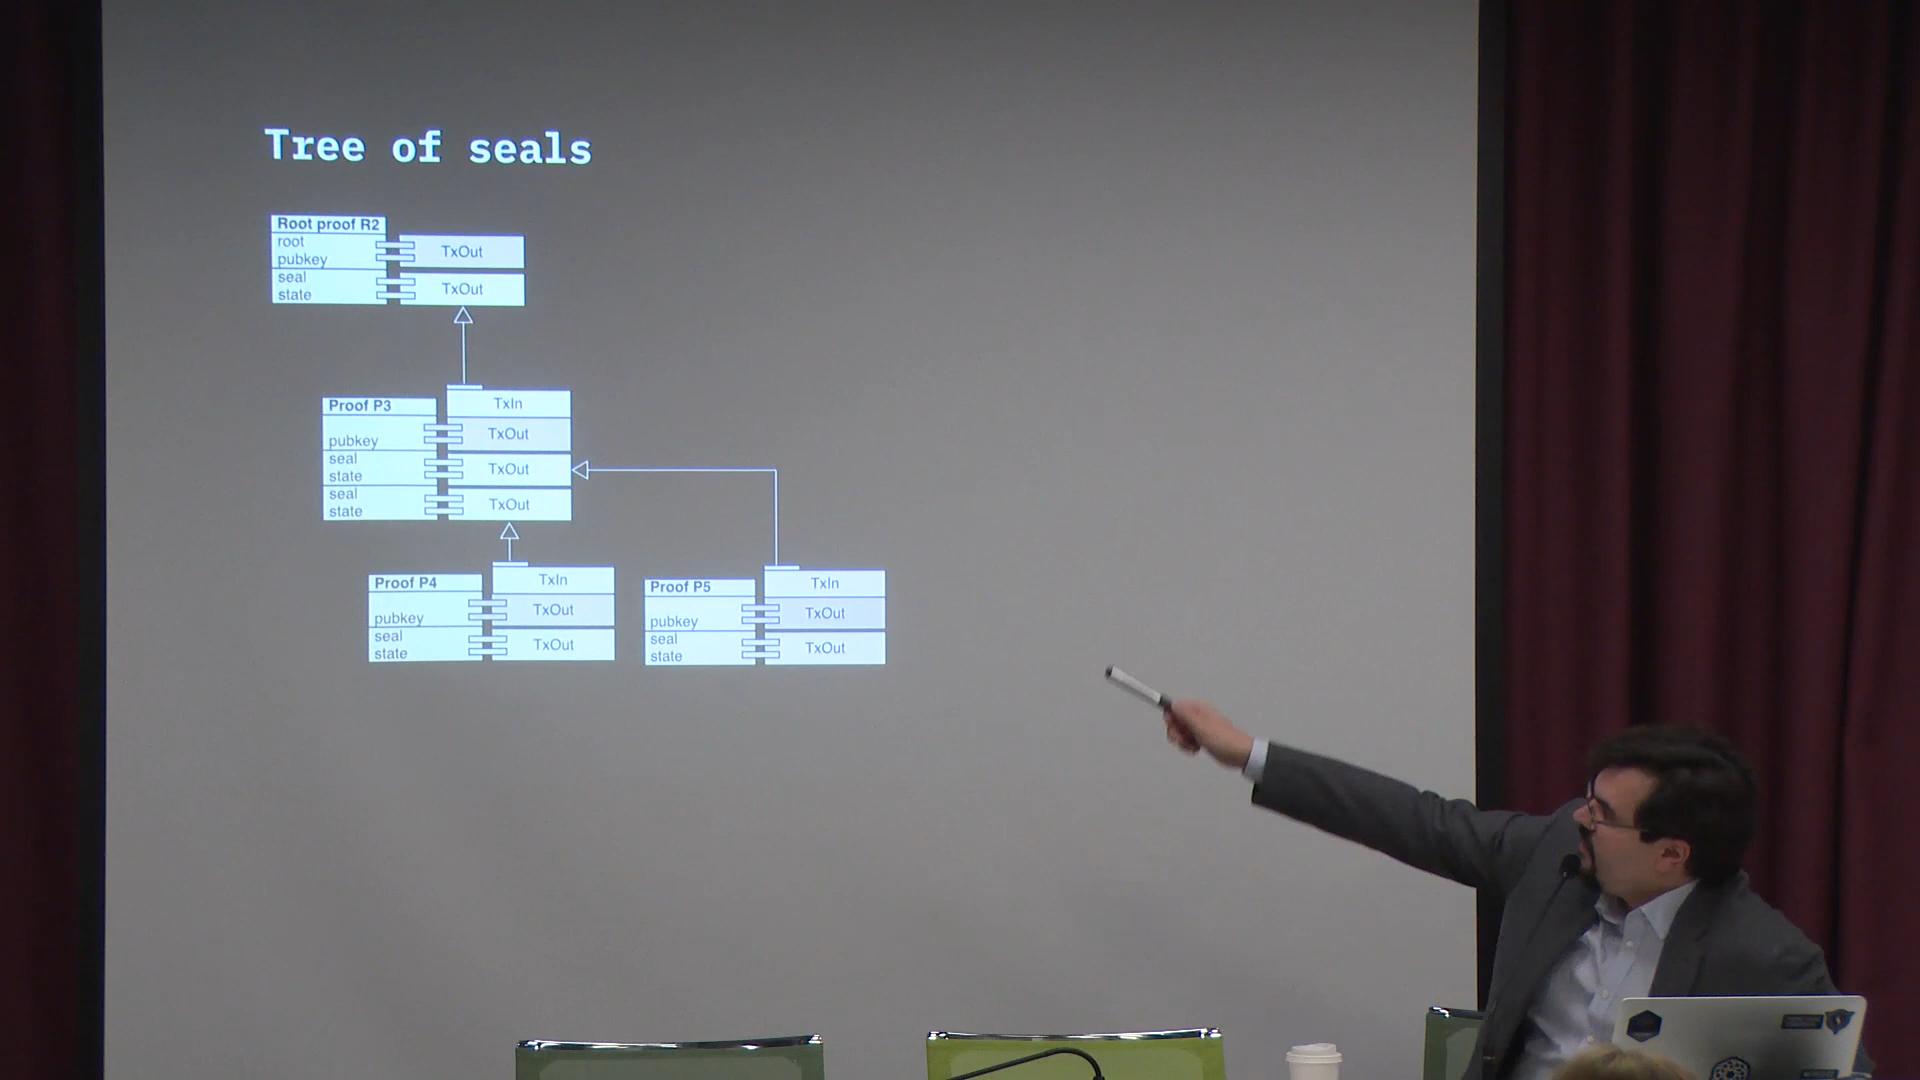 Tree of seals
Root proof R2
root
pubkey
seal
state
TxOut
TxOut
Proof P3
pubkey
seal
state
seal
state
TxIn
TxOut
TxOut
TxOut
Proof P4
pubkey
seal
state
TxIn
TxOut
TxOut
Proof P5
pubkey
seal
state
TxIn
TxOut
TxOut